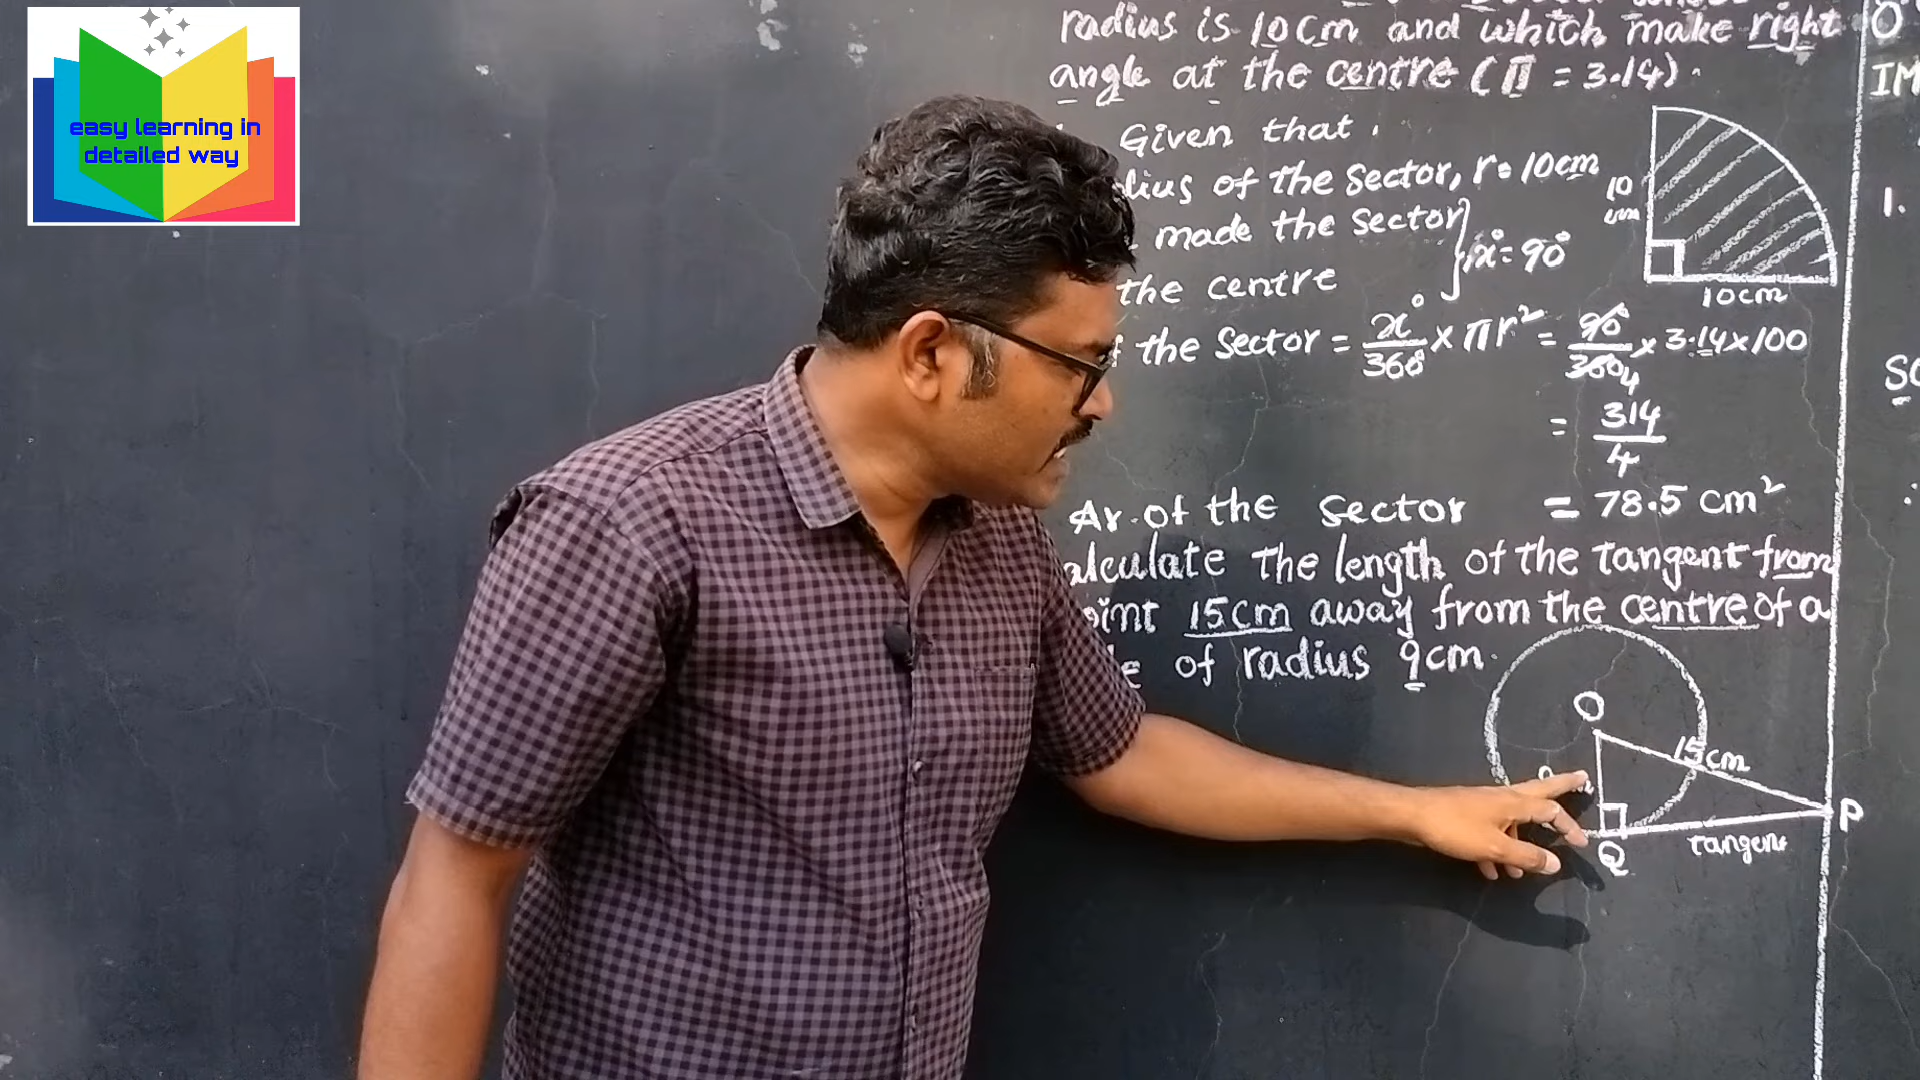 easy learning in
detailed way
radius is 10cm and which make right
angle at the centre (π = 3.14).
Given that.
of the sector, r = 10cm
made the sector
the centre
x° = 90°
10
cm
10cm
the sector = x°/360° × πr² = 90°/360 4 × 3.14×100
= 314/4
Ar. of the sector = 78.5 cm²
the length of the tangent from
15cm away from the centre of a
of radius 9cm.
O
15cm
P
Q
tangent
IM
1.